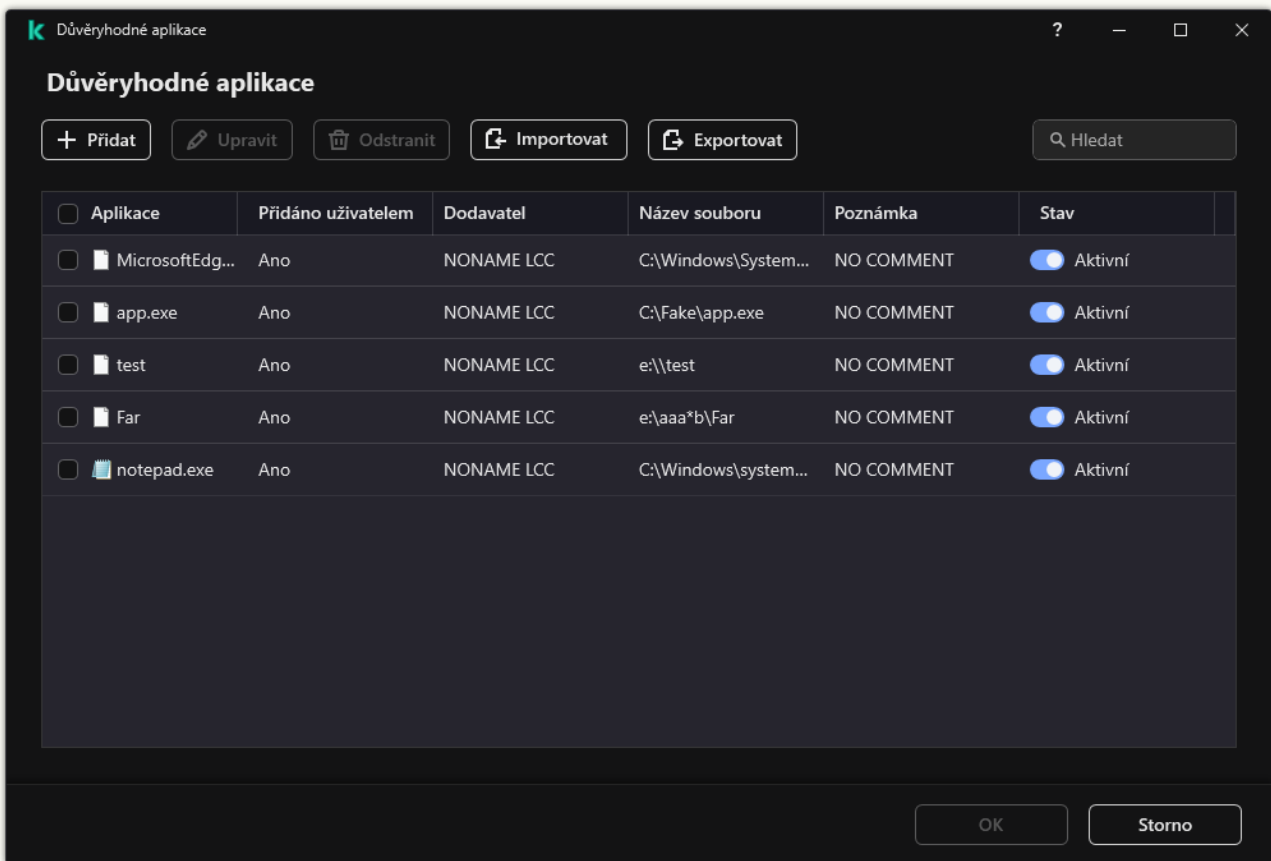 Důvěryhodné aplikace
?
Důvěryhodné aplikace
Přidat Upravit Odstranit Importovat Exportovat Hledat
Aplikace Přidáno uživatelem Dodavatel Název souboru Poznámka Stav
MicrosoftEdg... Ano NONAME LCC C:\Windows\System... NO COMMENT Aktivní
app.exe Ano NONAME LCC C:\Fake\app.exe NO COMMENT Aktivní
test Ano NONAME LCC e:\\test NO COMMENT Aktivní
Far Ano NONAME LCC e:\aaa*b\Far NO COMMENT Aktivní
notepad.exe Ano NONAME LCC C:\Windows\system... NO COMMENT Aktivní
OK Storno